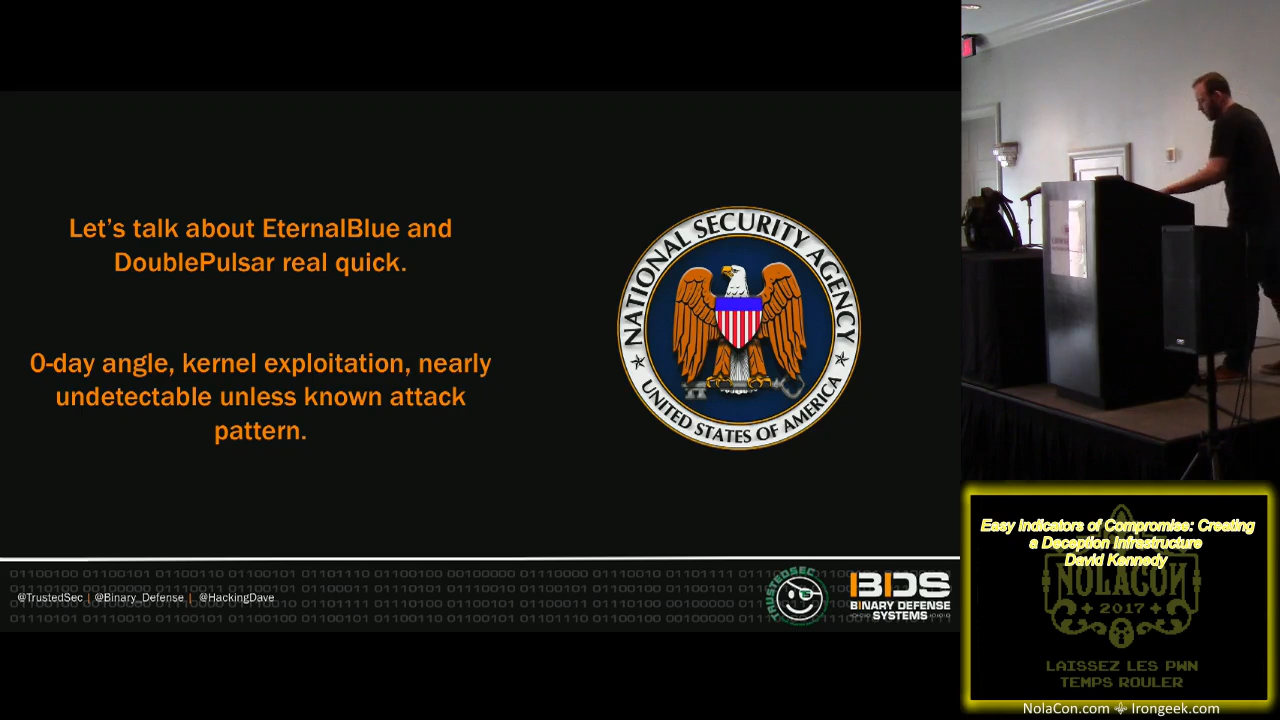 Let's talk about EternalBlue and
DoublePulsar real quick.
0-day angle, kernel exploitation, nearly
undetectable unless known attack
pattern.
NATIONAL SECURITY AGENCY
UNITED STATES OF AMERICA
@TrustedSec | @Binary_Defense | @HackingDave
TRUSTEDSEC
BDS
BINARY DEFENSE
SYSTEMS
Easy Indicators of Compromise: Creating
a Deception Infrastructure
David Kennedy
NOLACON
2017
LAISSEZ LES PWN
TEMPS ROULER
NolaCon.com Irongeek.com